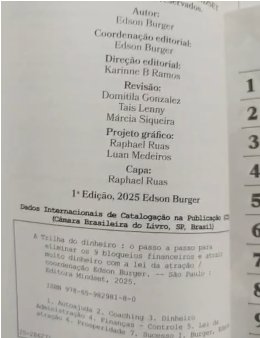 reservados.
Autor:
Edson Burger
Coordenação editorial:
Edson Burger
Direção editorial:
Karinne B Ramos
Revisão:
Domitila Gonzalez
Tais Lenny
Márcia Siqueira
Projeto gráfico:
Raphael Ruas
Luan Medeiros
Capa:
Raphael Ruas
1ª Edição, 2025 Edson Burger
Dados Internacionais de Catalogação na Publicação
(Câmara Brasileira do Livro, SP, Brasil)
A Trilha do dinheiro : o passo a passo para
eliminar os 9 bloqueios financeiros e
muito dinheiro com a lei da atração /
coordenação Edson Burger. -- São Paulo :
Editora Mindset, 2025.
1. Autoajuda 2. Coaching 3. Dinheiro
Administração 4. Finanças - Controle 5. Lei da
atração 6. Prosperidade 7. Sucesso I. Burger,
1
2
3
4
5
6
7
8
9